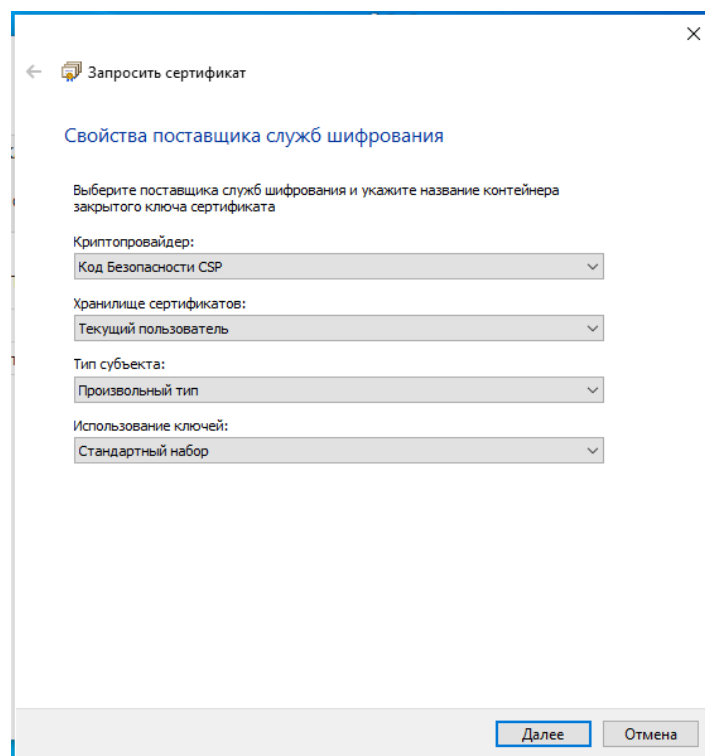 Запросить сертификат
Свойства поставщика служб шифрования
Выберите поставщика служб шифрования и укажите название контейнера
закрытого ключа сертификата
Криптопровайдер:
Код Безопасности CSP
Хранилище сертификатов:
Текущий пользователь
Тип субъекта:
Произвольный тип
Использование ключей:
Стандартный набор
Далее
Отмена